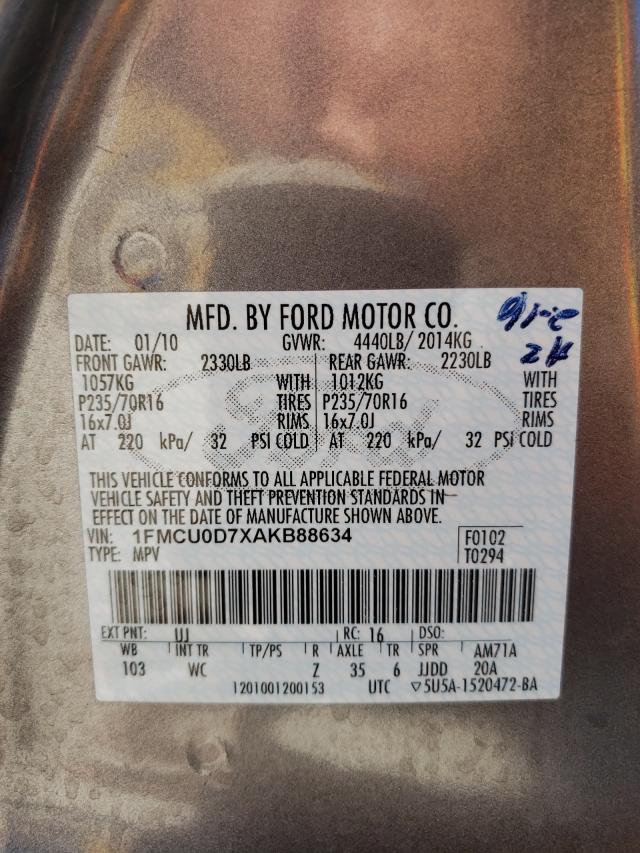 MFD. BY FORD MOTOR CO.
DATE: 01/10 GVWR: 4440LB/ 2014KG
FRONT GAWR: 2330LB REAR GAWR: 2230LB
1057KG WITH 1012KG WITH
P235/70R16 TIRES P235/70R16 TIRES
16x7.0J RIMS 16x7.0J RIMS
AT 220 kPa/ 32 PSI COLD AT 220 kPa/ 32 PSI COLD
Ford
THIS VEHICLE CONFORMS TO ALL APPLICABLE FEDERAL MOTOR
VEHICLE SAFETY AND THEFT PREVENTION STANDARDS IN
EFFECT ON THE DATE OF MANUFACTURE SHOWN ABOVE.
VIN: 1FMCU0D7XAKB88634 F0102
TYPE: MPV T0294
EXT PNT: UJ RC: 16 DSO:
WB INT TR TP/PS R AXLE TR SPR AM71A
103 WC Z 35 6 JJDD 20A
1201001200153 UTC ▽5U5A-1520472-BA